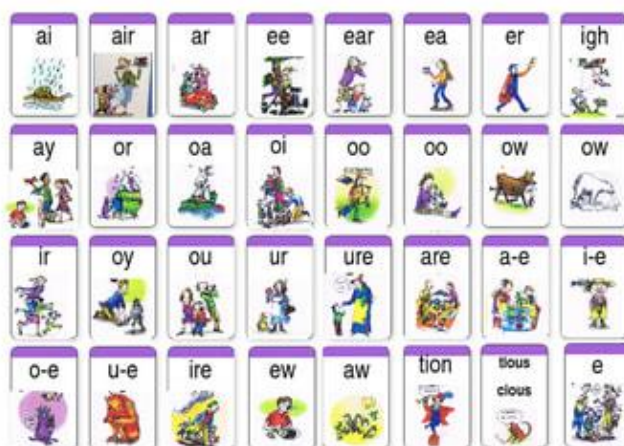 ai air ar ee ear ea er igh
ay or oa oi oo oo ow ow
ir oy ou ur ure are a-e i-e
o-e u-e ire ew aw tion tious e
cious